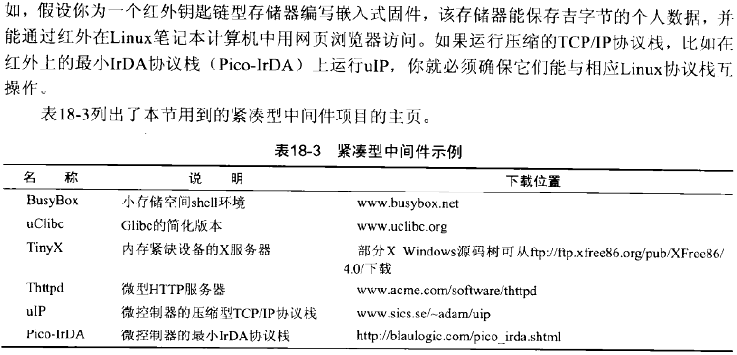 如，假设你为一个红外钥匙链型存储器编写嵌入式固件，该存储器能保存吉字节的个人数据，并
能通过红外在Linux笔记本计算机中用网页浏览器访问。如果运行压缩的TCP/IP协议栈，比如在
红外上的最小IrDA协议栈（Pico-IrDA）上运行uIP，你就必须确保它们能与相应Linux协议栈互
操作。
表18-3列出了本节用到的紧凑型中间件项目的主页。
表18-3 紧凑型中间件示例
名 称 说 明 下载位置
BusyBox 小存储空间shell环境 www.busybox.net
uClibc Glibc的简化版本 www.uclibc.org
TinyX 内存紧缺设备的X服务器 部分X Windows源码树可从ftp://ftp.xfree86.org/pub/XFree86/
4.0/下载
Thttpd 微型HTTP服务器 www.acme.com/software/thttpd
uIP 微控制器的压缩型TCP/IP协议栈 www.sics.se/~adam/uip
Pico-IrDA 微控制器的最小IrDA协议栈 http://blaulogic.com/pico_irda.shtml